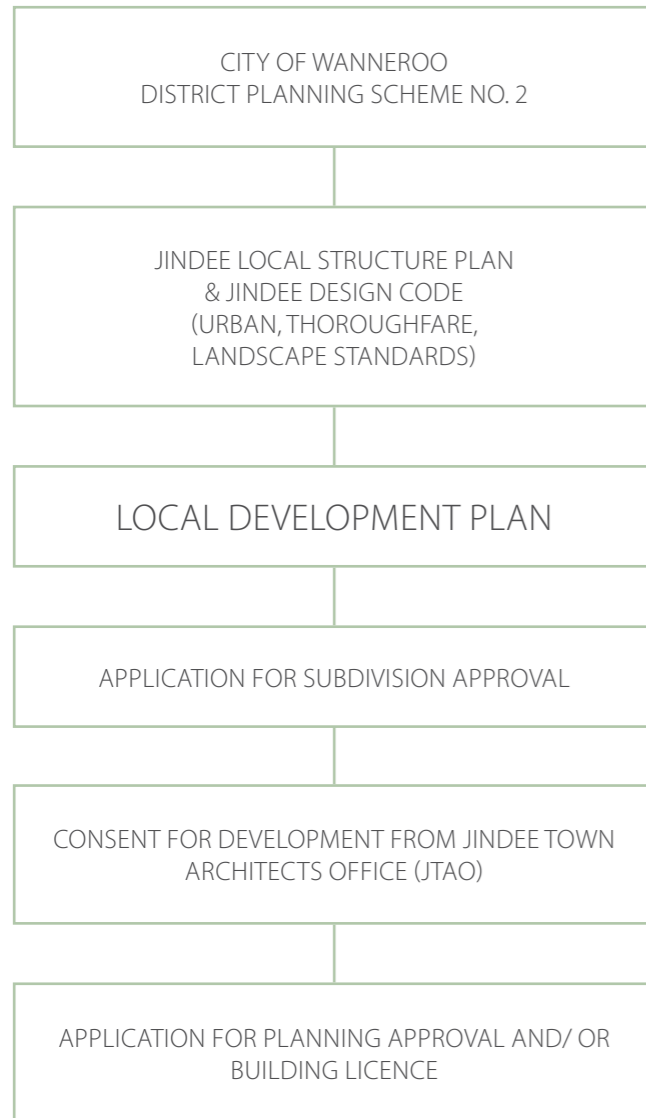 CITY OF WANNEROO
DISTRICT PLANNING SCHEME NO. 2
JINDEE LOCAL STRUCTURE PLAN
& JINDEE DESIGN CODE
(URBAN, THOROUGHFARE,
LANDSCAPE STANDARDS)
LOCAL DEVELOPMENT PLAN
APPLICATION FOR SUBDIVISION APPROVAL
CONSENT FOR DEVELOPMENT FROM JINDEE TOWN
ARCHITECTS OFFICE (JTAO)
APPLICATION FOR PLANNING APPROVAL AND/ OR
BUILDING LICENCE